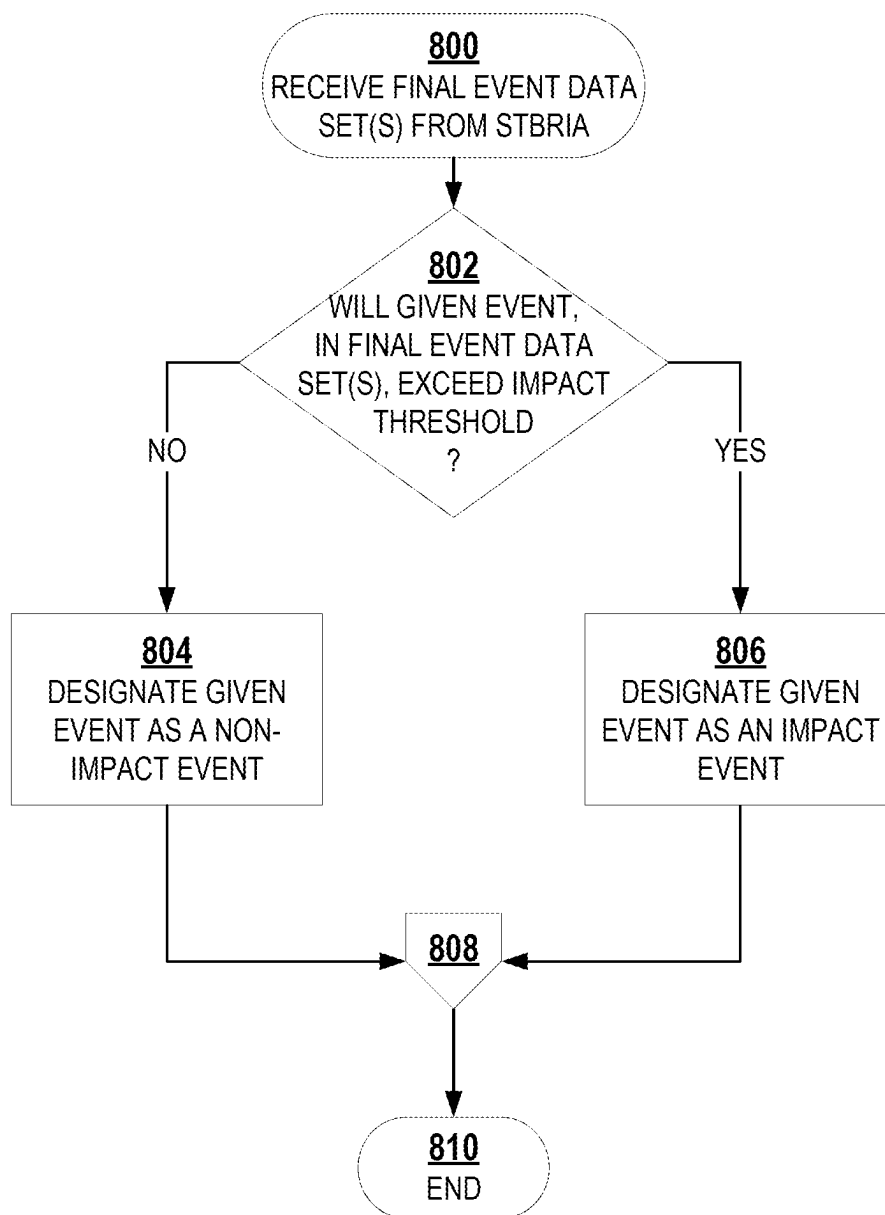 800
RECEIVE FINAL EVENT DATA
SET(S) FROM STBRIA
802
WILL GIVEN EVENT,
IN FINAL EVENT DATA
SET(S), EXCEED IMPACT
THRESHOLD
?
NO
YES
804
DESIGNATE GIVEN
EVENT AS A NON-
IMPACT EVENT
806
DESIGNATE GIVEN
EVENT AS AN IMPACT
EVENT
808
810
END